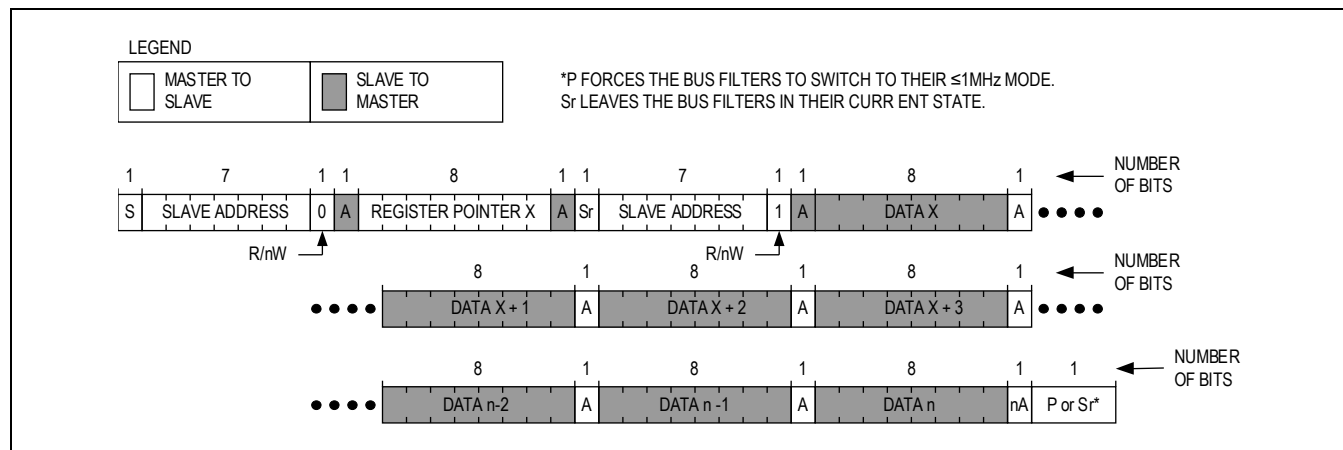 LEGEND
MASTER TO SLAVE
SLAVE TO MASTER
*P FORCES THE BUS FILTERS TO SWITCH TO THEIR ≤1MHz MODE.
Sr LEAVES THE BUS FILTERS IN THEIR CURR ENT STATE.
1 7 1 1 8 1 1 7 1 1 8 1 NUMBER OF BITS
S SLAVE ADDRESS 0 A REGISTER POINTER X A Sr SLAVE ADDRESS 1 A DATA X A
R/nW R/nW
8 1 8 1 8 1 NUMBER OF BITS
DATA X + 1 A DATA X + 2 A DATA X + 3 A
8 1 8 1 8 1 1 NUMBER OF BITS
DATA n-2 A DATA n -1 A DATA n nA P or Sr*